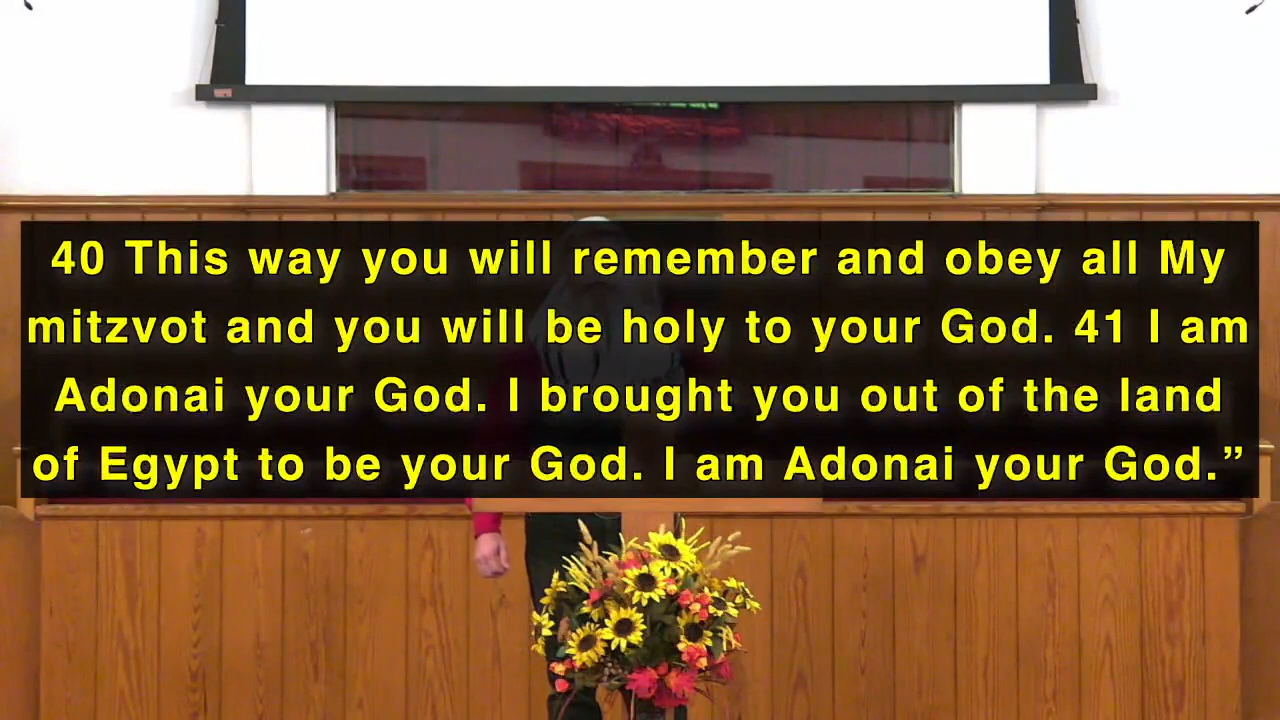 40 This way you will remember and obey all My
mitzvot and you will be holy to your God. 41 I am
Adonai your God. I brought you out of the land
of Egypt to be your God. I am Adonai your God.”